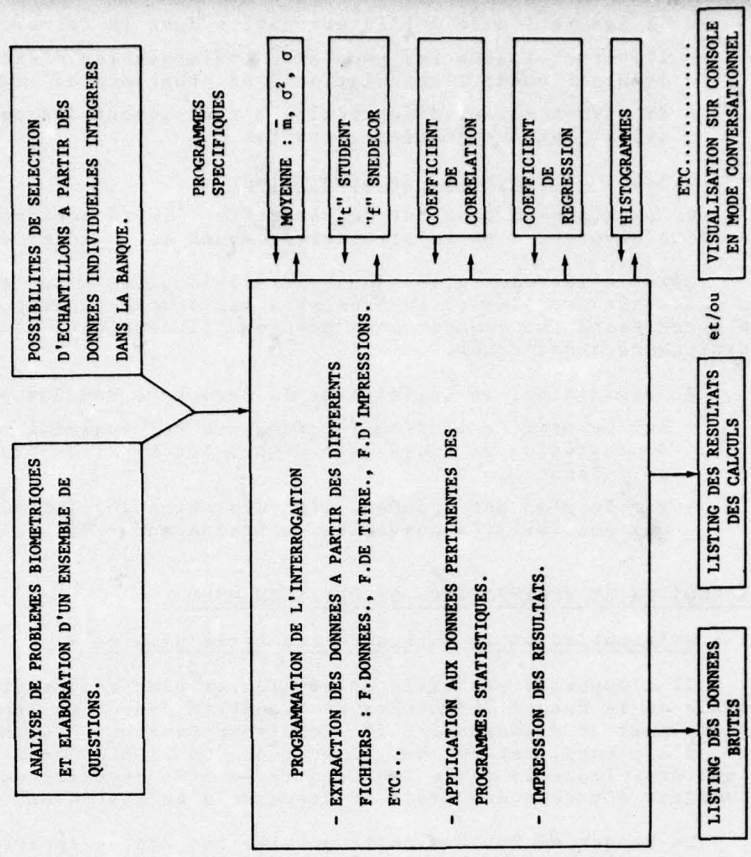 ANALYSE DE PROBLEMES BIOMETRIQUES
ET ELABORATION D'UN ENSEMBLE DE
QUESTIONS.
POSSIBILITES DE SELECTION
D'ECHANTILLONS A PARTIR DES
DONNEES INDIVIDUELLES INTEGREES
DANS LA BANQUE.
PROGRAMMATION DE L'INTERROGATION
- EXTRACTION DES DONNEES A PARTIR DES DIFFERENTS
FICHIERS F.DONNEES., F.DE TITRE., F.D'IMPRESSIONS.
ETC...
- APPLICATION AUX DONNEES PERTINENTES DES
PROGRAMMES STATISTIQUES.
- IMPRESSION DES RESULTATS.
PROGRAMMES
SPECIFIQUES
MOYENNE : m, σ², σ
"t" STUDENT
"f" SNEDECOR
COEFFICIENT
DE
CORRELATION
COEFFICIENT
DE
REGRESSION
HISTOGRAMMES
ETC..............
LISTING DES DONNEES
BRUTES
LISTING DES RESULTATS
DES CALCULS
et/ou
VISUALISATION SUR CONSOLE
EN MODE CONVERSATIONNEL